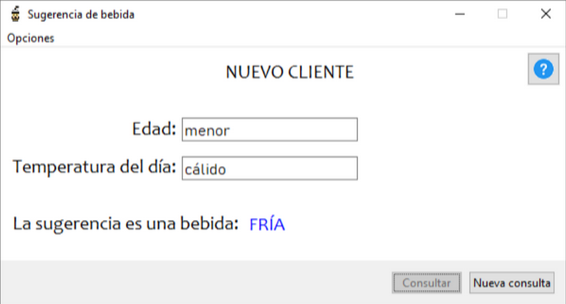 Sugerencia de bebida
Opciones
NUEVO CLIENTE
?
Edad: menor
Temperatura del día: cálido
La sugerencia es una bebida: FRÍA
Consultar Nueva consulta